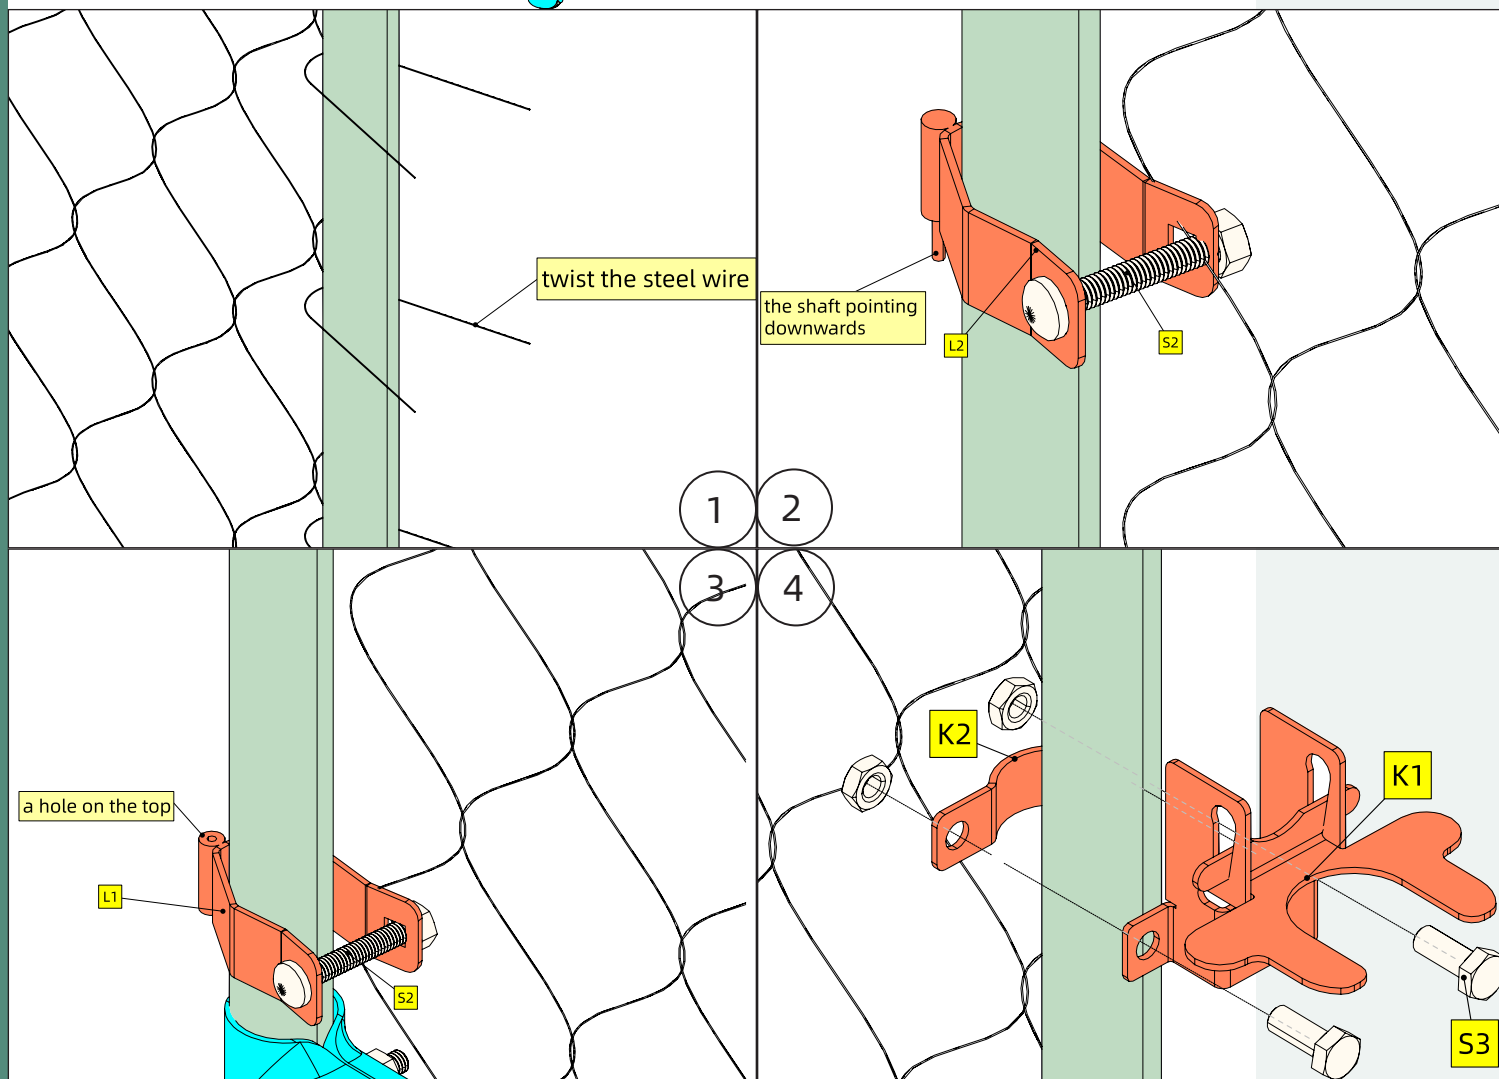 twist the steel wire
1
the shaft pointing
downwards
L2
S2
2
3
a hole on the top
L1
S2
4
K2
K1
S3